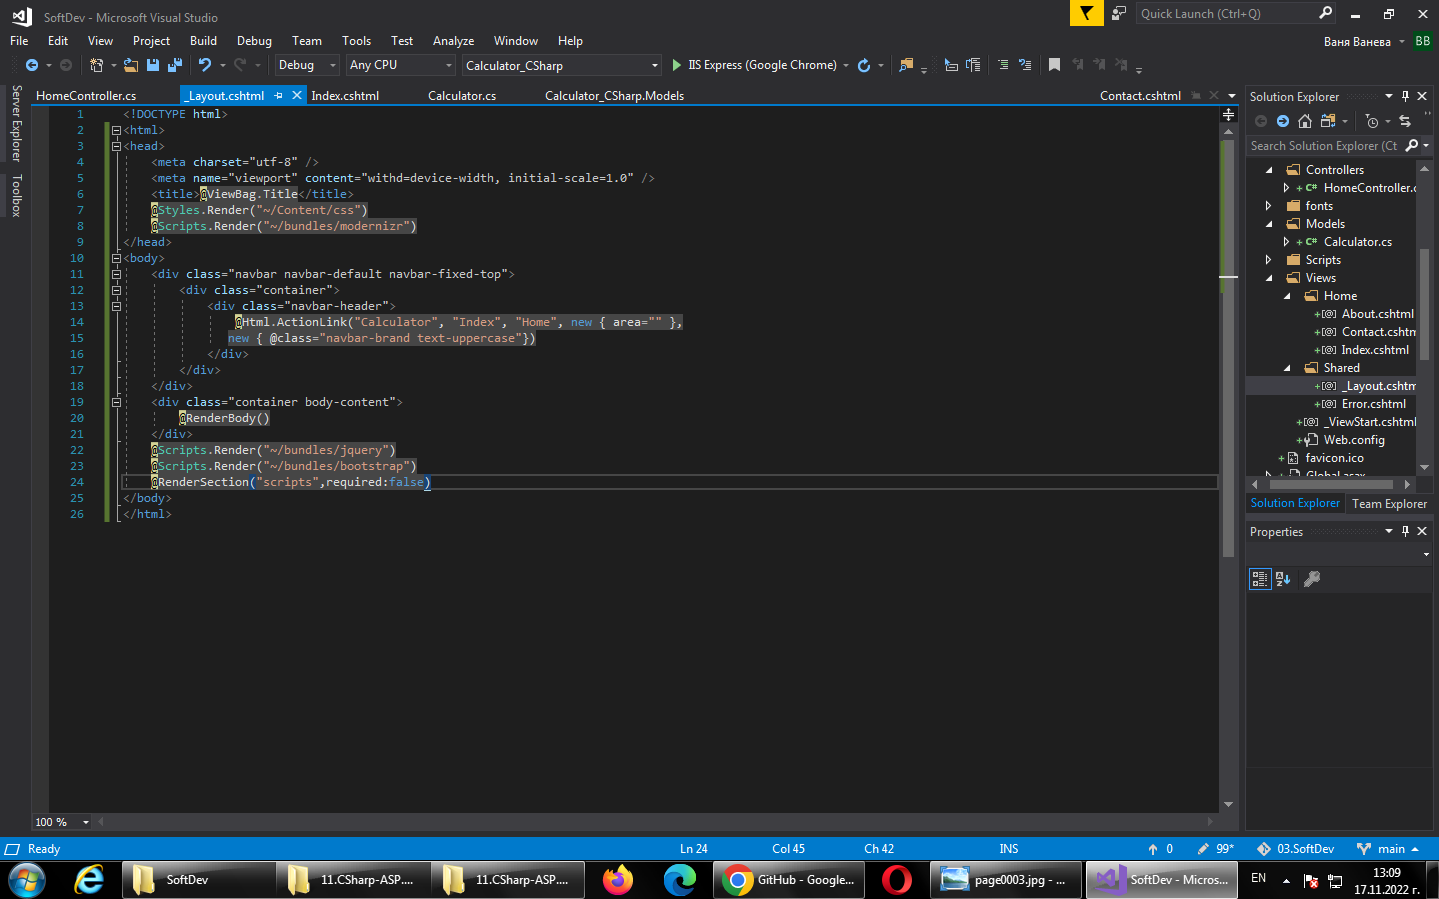 SoftDev - Microsoft Visual Studio
Quick Launch (Ctrl+Q)
File Edit View Project Build Debug Team Tools Test Analyze Window Help
Ваня Ванева BB
Debug Any CPU Calculator_CSharp IIS Express (Google Chrome)
Server Explorer
Toolbox
HomeController.cs _Layout.cshtml Index.cshtml Calculator.cs Calculator_CSharp.Models Contact.cshtml
1 <!DOCTYPE html>
2 <html>
3 <head>
4 <meta charset="utf-8" />
5 <meta name="viewport" content="withd=device-width, initial-scale=1.0" />
6 <title>@ViewBag.Title</title>
7 @Styles.Render("~/Content/css")
8 @Scripts.Render("~/bundles/modernizr")
9 </head>
10 <body>
11 <div class="navbar navbar-default navbar-fixed-top">
12 <div class="container">
13 <div class="navbar-header">
14 @Html.ActionLink("Calculator", "Index", "Home", new { area="" },
15 new { @class="navbar-brand text-uppercase"})
16 </div>
17 </div>
18 </div>
19 <div class="container body-content">
20 @RenderBody()
21 </div>
22 @Scripts.Render("~/bundles/jquery")
23 @Scripts.Render("~/bundles/bootstrap")
24 @RenderSection("scripts",required:false)
25 </body>
26 </html>
100 %
Solution Explorer
Search Solution Explorer (Ct
Controllers
C# HomeController.c
fonts
Models
C# Calculator.cs
Scripts
Views
Home
[@] About.cshtml
[@] Contact.cshtm
[@] Index.cshtml
Shared
[@] _Layout.cshtm
[@] Error.cshtml
[@] _ViewStart.cshtml
Web.config
favicon.ico
Global.asax
Solution Explorer Team Explorer
Properties
Ready Ln 24 Col 45 Ch 42 INS 0 99* 03.SoftDev main
SoftDev 11.CSharp-ASP.... 11.CSharp-ASP.... GitHub - Google... page0003.jpg - ... SoftDev - Micros... EN 13:09
17.11.2022 г.